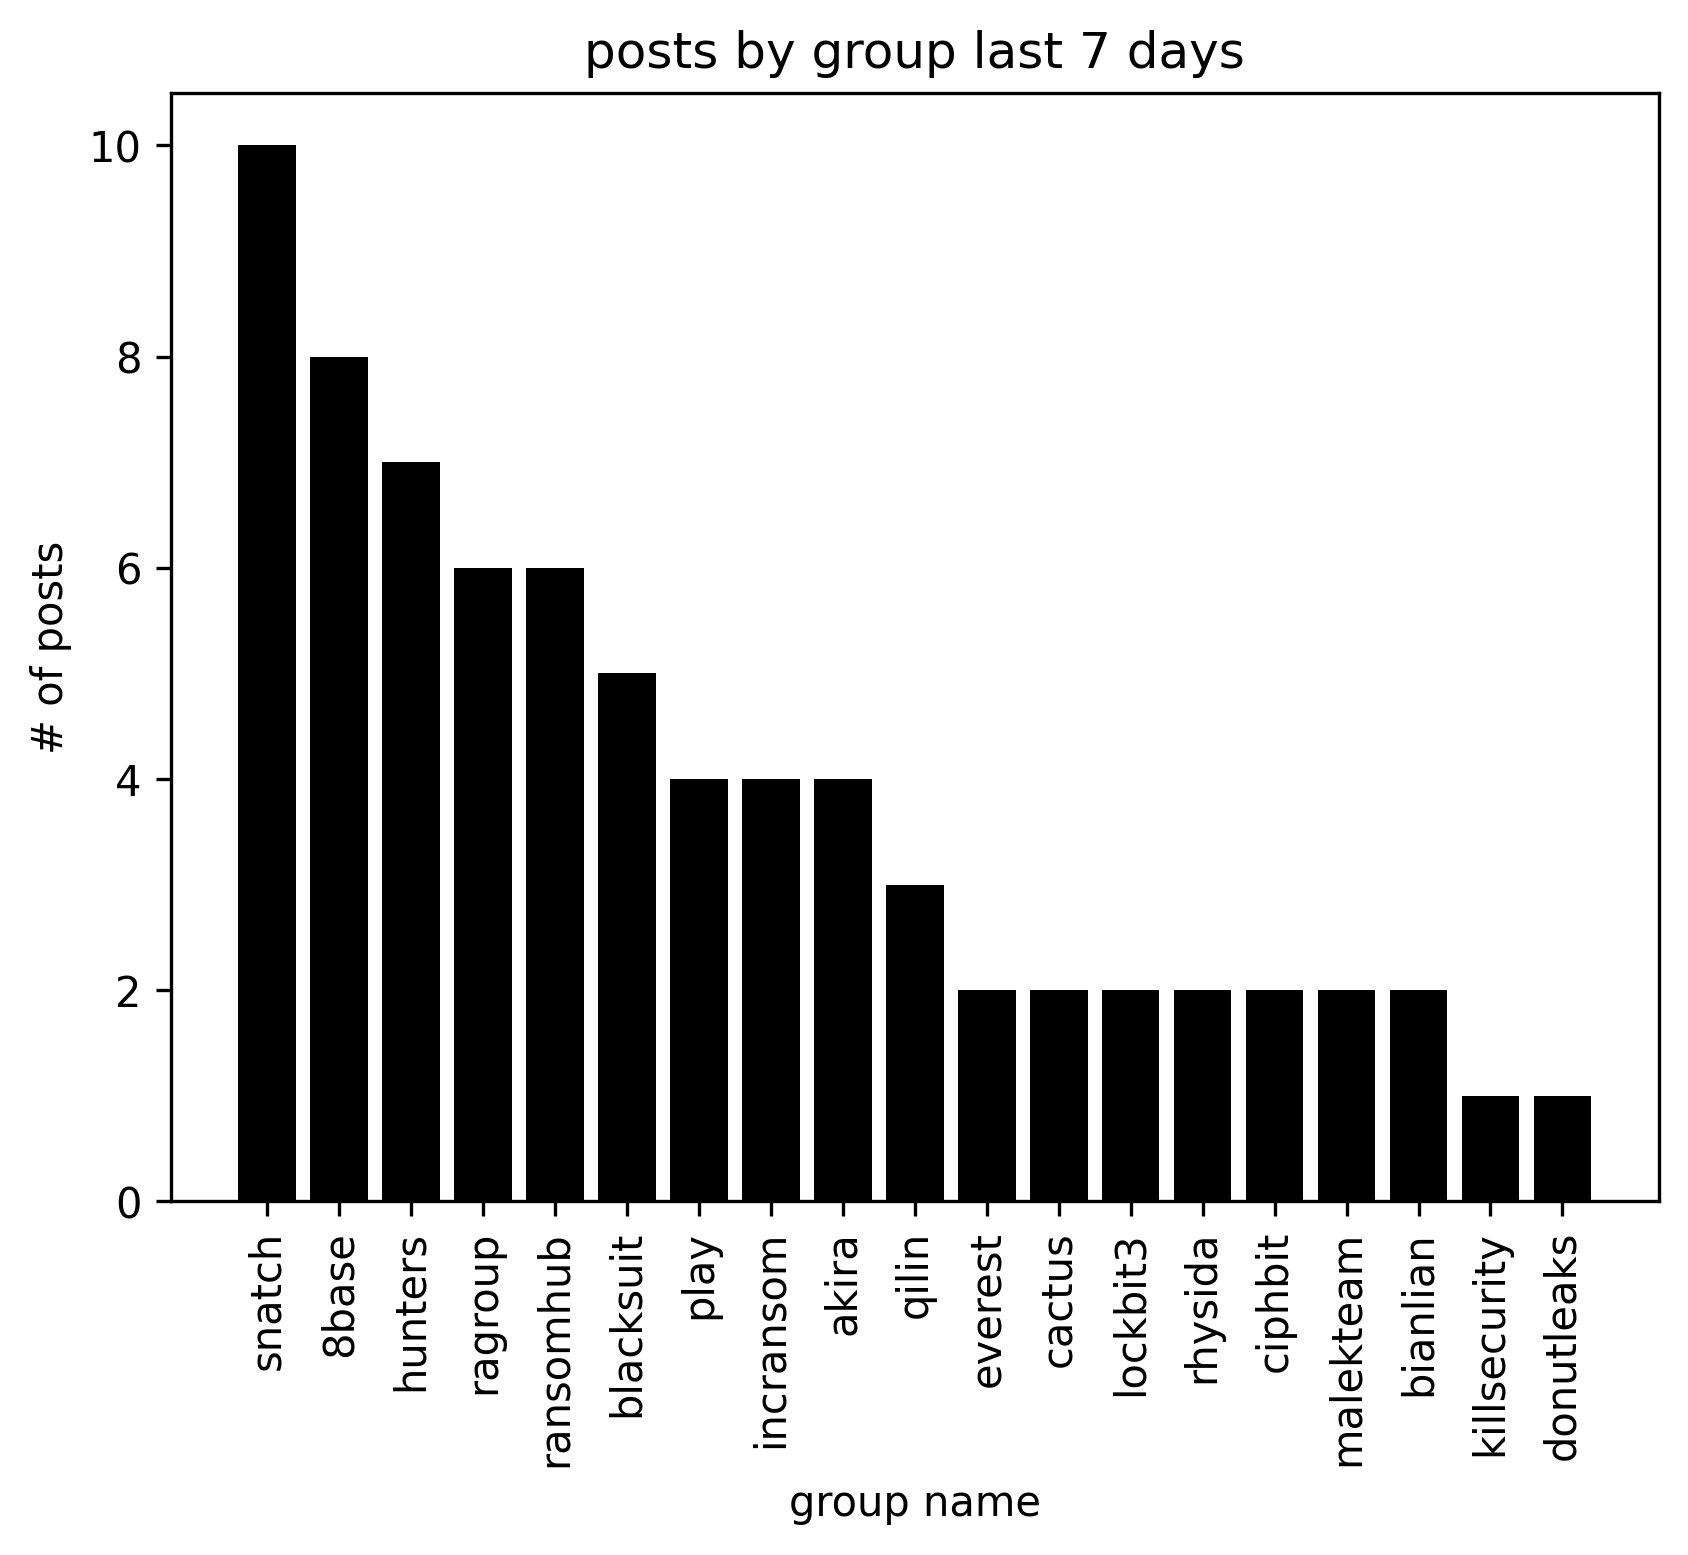 posts by group last 7 days
10
8
6
4
2
0
# of posts
snatch
8base
hunters
ragroup
ransomhub
blacksuit
play
incransom
akira
qilin
everest
cactus
lockbit3
rhysida
ciphbit
malekteam
bianlian
killsecurity
donutleaks
group name